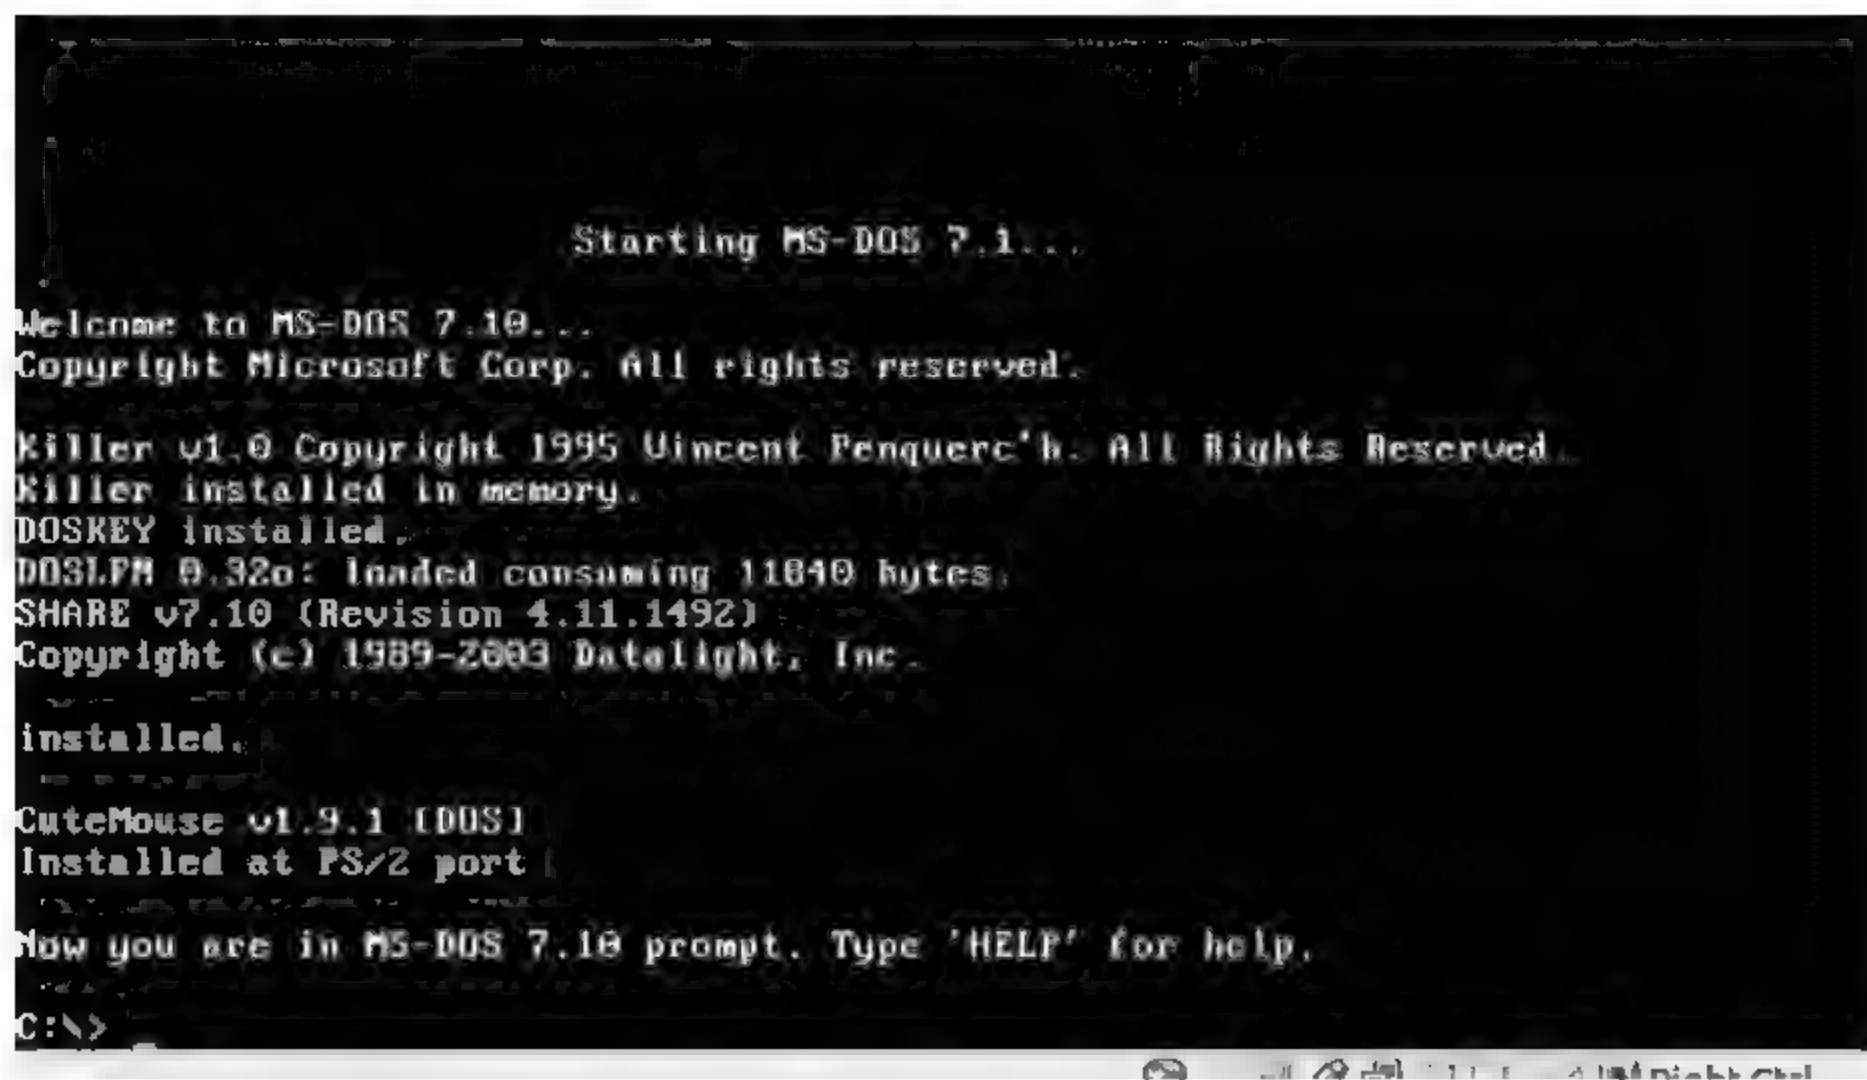 Starting MS-DOS 7.1...
Welcome to MS-DOS 7.10...
Copyright Microsoft Corp. All rights reserved.
Killer v1.0 Copyright 1995 Vincent Penquerc'h. All Rights Reserved.
Killer installed in memory.
DOSKEY installed.
DOSLFN 0.32o: loaded consuming 11840 bytes.
SHARE v7.10 (Revision 4.11.1492)
Copyright (c) 1989-2003 Datalight, Inc.
installed.
CuteMouse v1.9.1 [DOS]
Installed at PS/2 port
Now you are in MS-DOS 7.10 prompt. Type 'HELP' for help.
C:\>
Right Ctrl